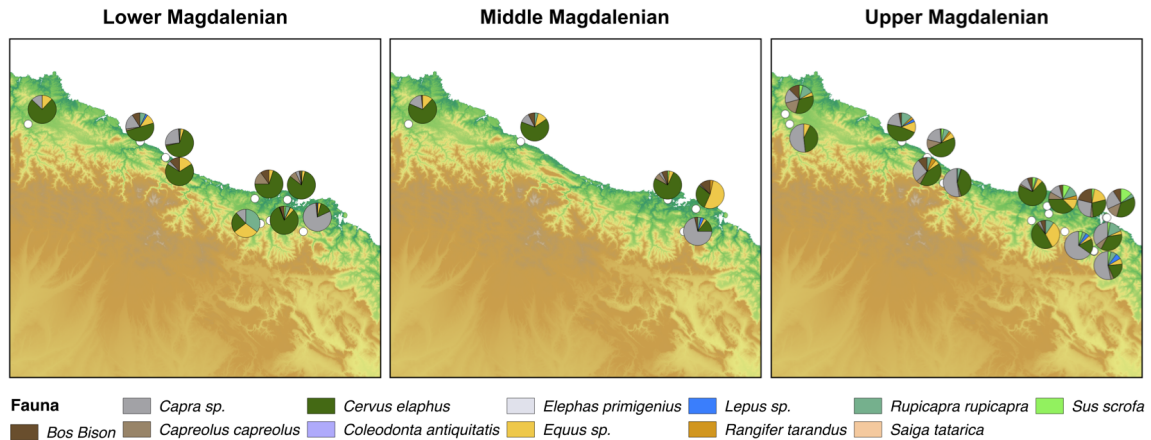 Lower Magdalenian
Middle Magdalenian
Upper Magdalenian
Fauna
Capra sp.
Cervus elaphus
Elephas primigenius
Lepus sp.
Rupicapra rupicapra
Sus scrofa
Bos Bison
Capreolus capreolus
Coleodonta antiquitatis
Equus sp.
Rangifer tarandus
Saiga tatarica